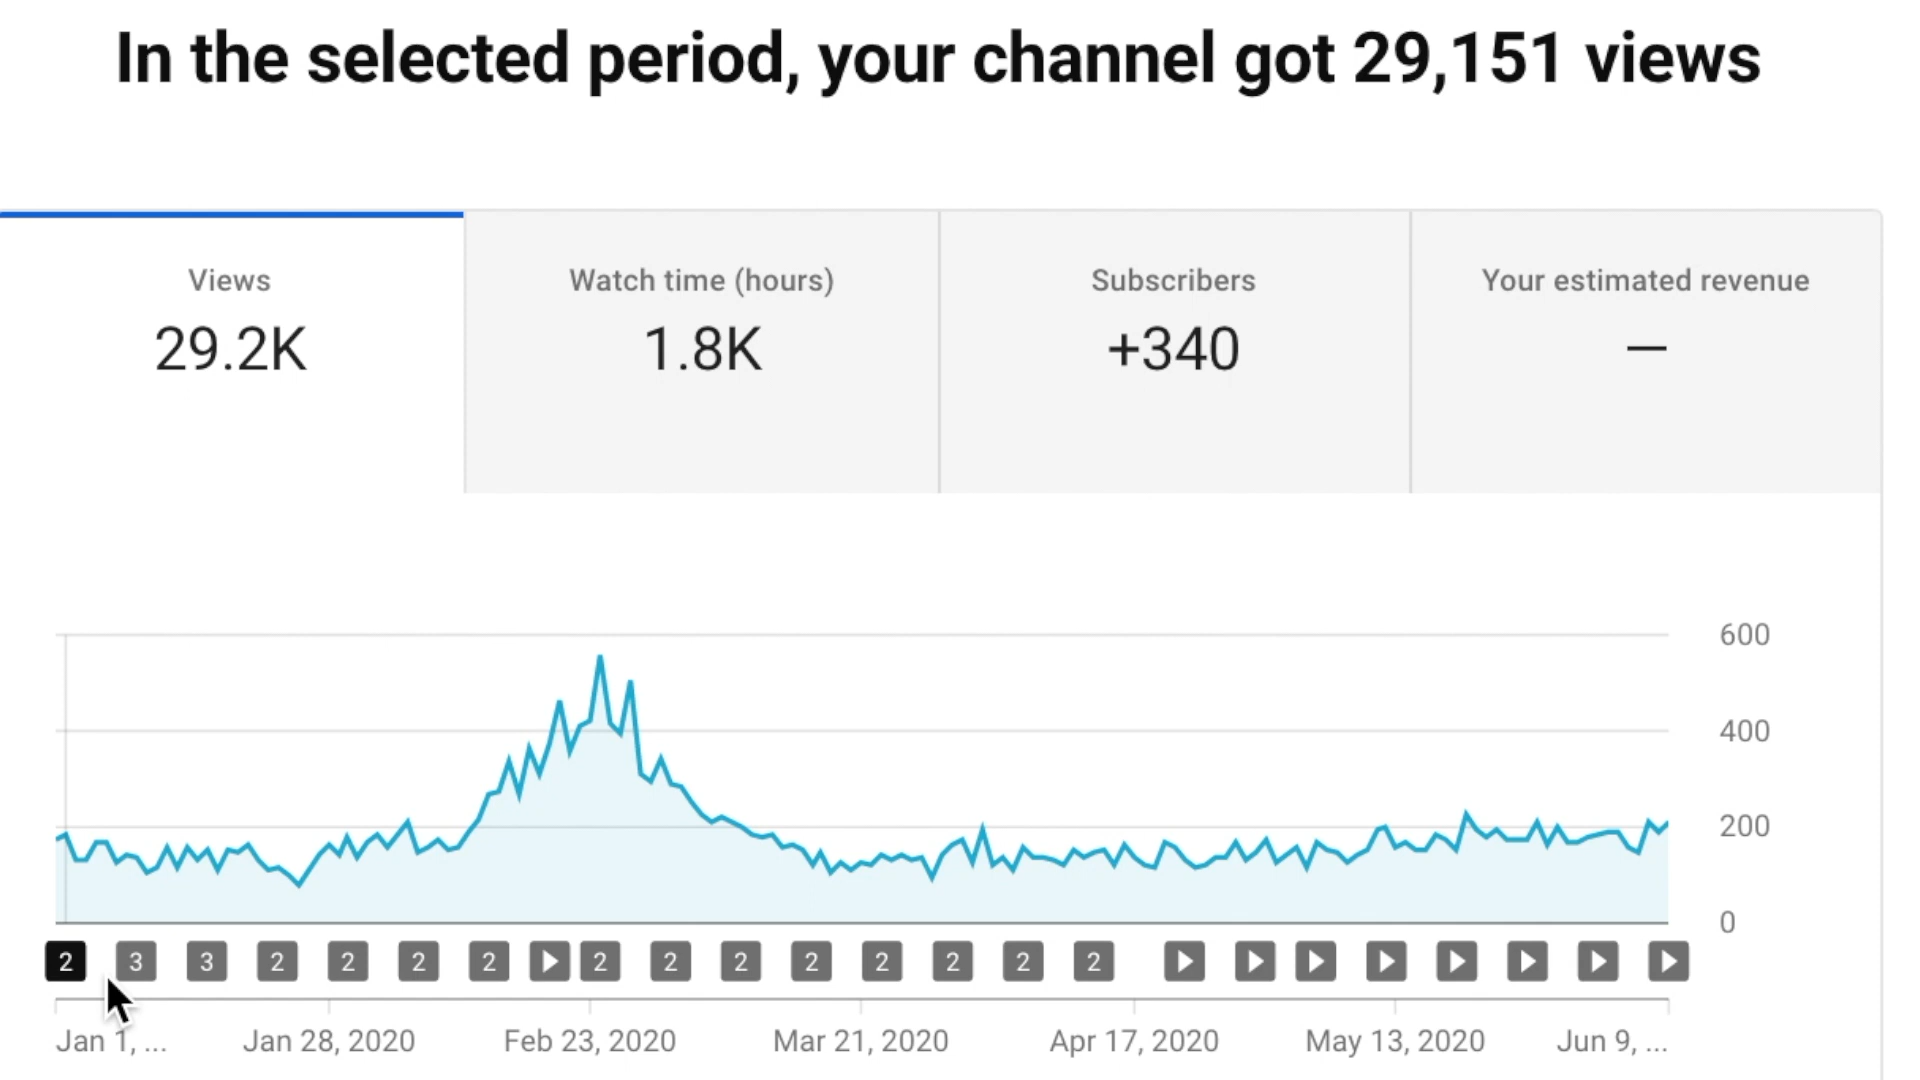 In the selected period, your channel got 29,151 views
Views
29.2K
Watch time (hours)
1.8K
Subscribers
+340
Your estimated revenue
—
600
400
200
0
2 3 3 2 2 2 2 2 2 2 2 2 2 2 2
Jan 1, ... Jan 28, 2020 Feb 23, 2020 Mar 21, 2020 Apr 17, 2020 May 13, 2020 Jun 9, ...